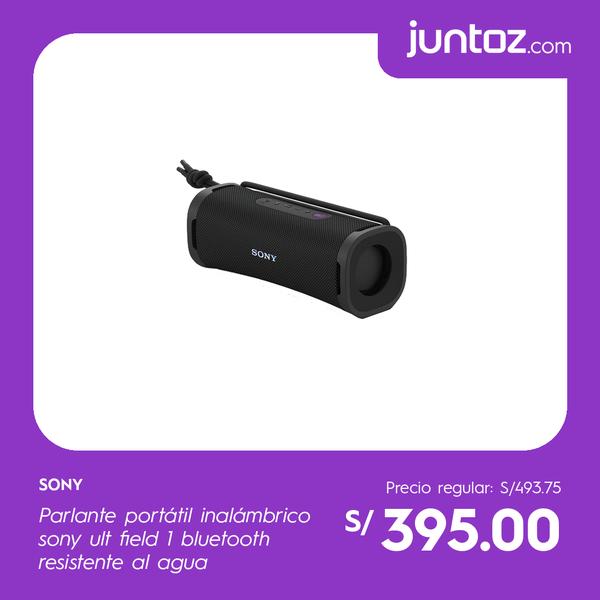 juntoz.com
SONY
SONY
Parlante portátil inalámbrico
sony ult field 1 bluetooth
resistente al agua
Precio regular: S/493.75
S/ 395.00